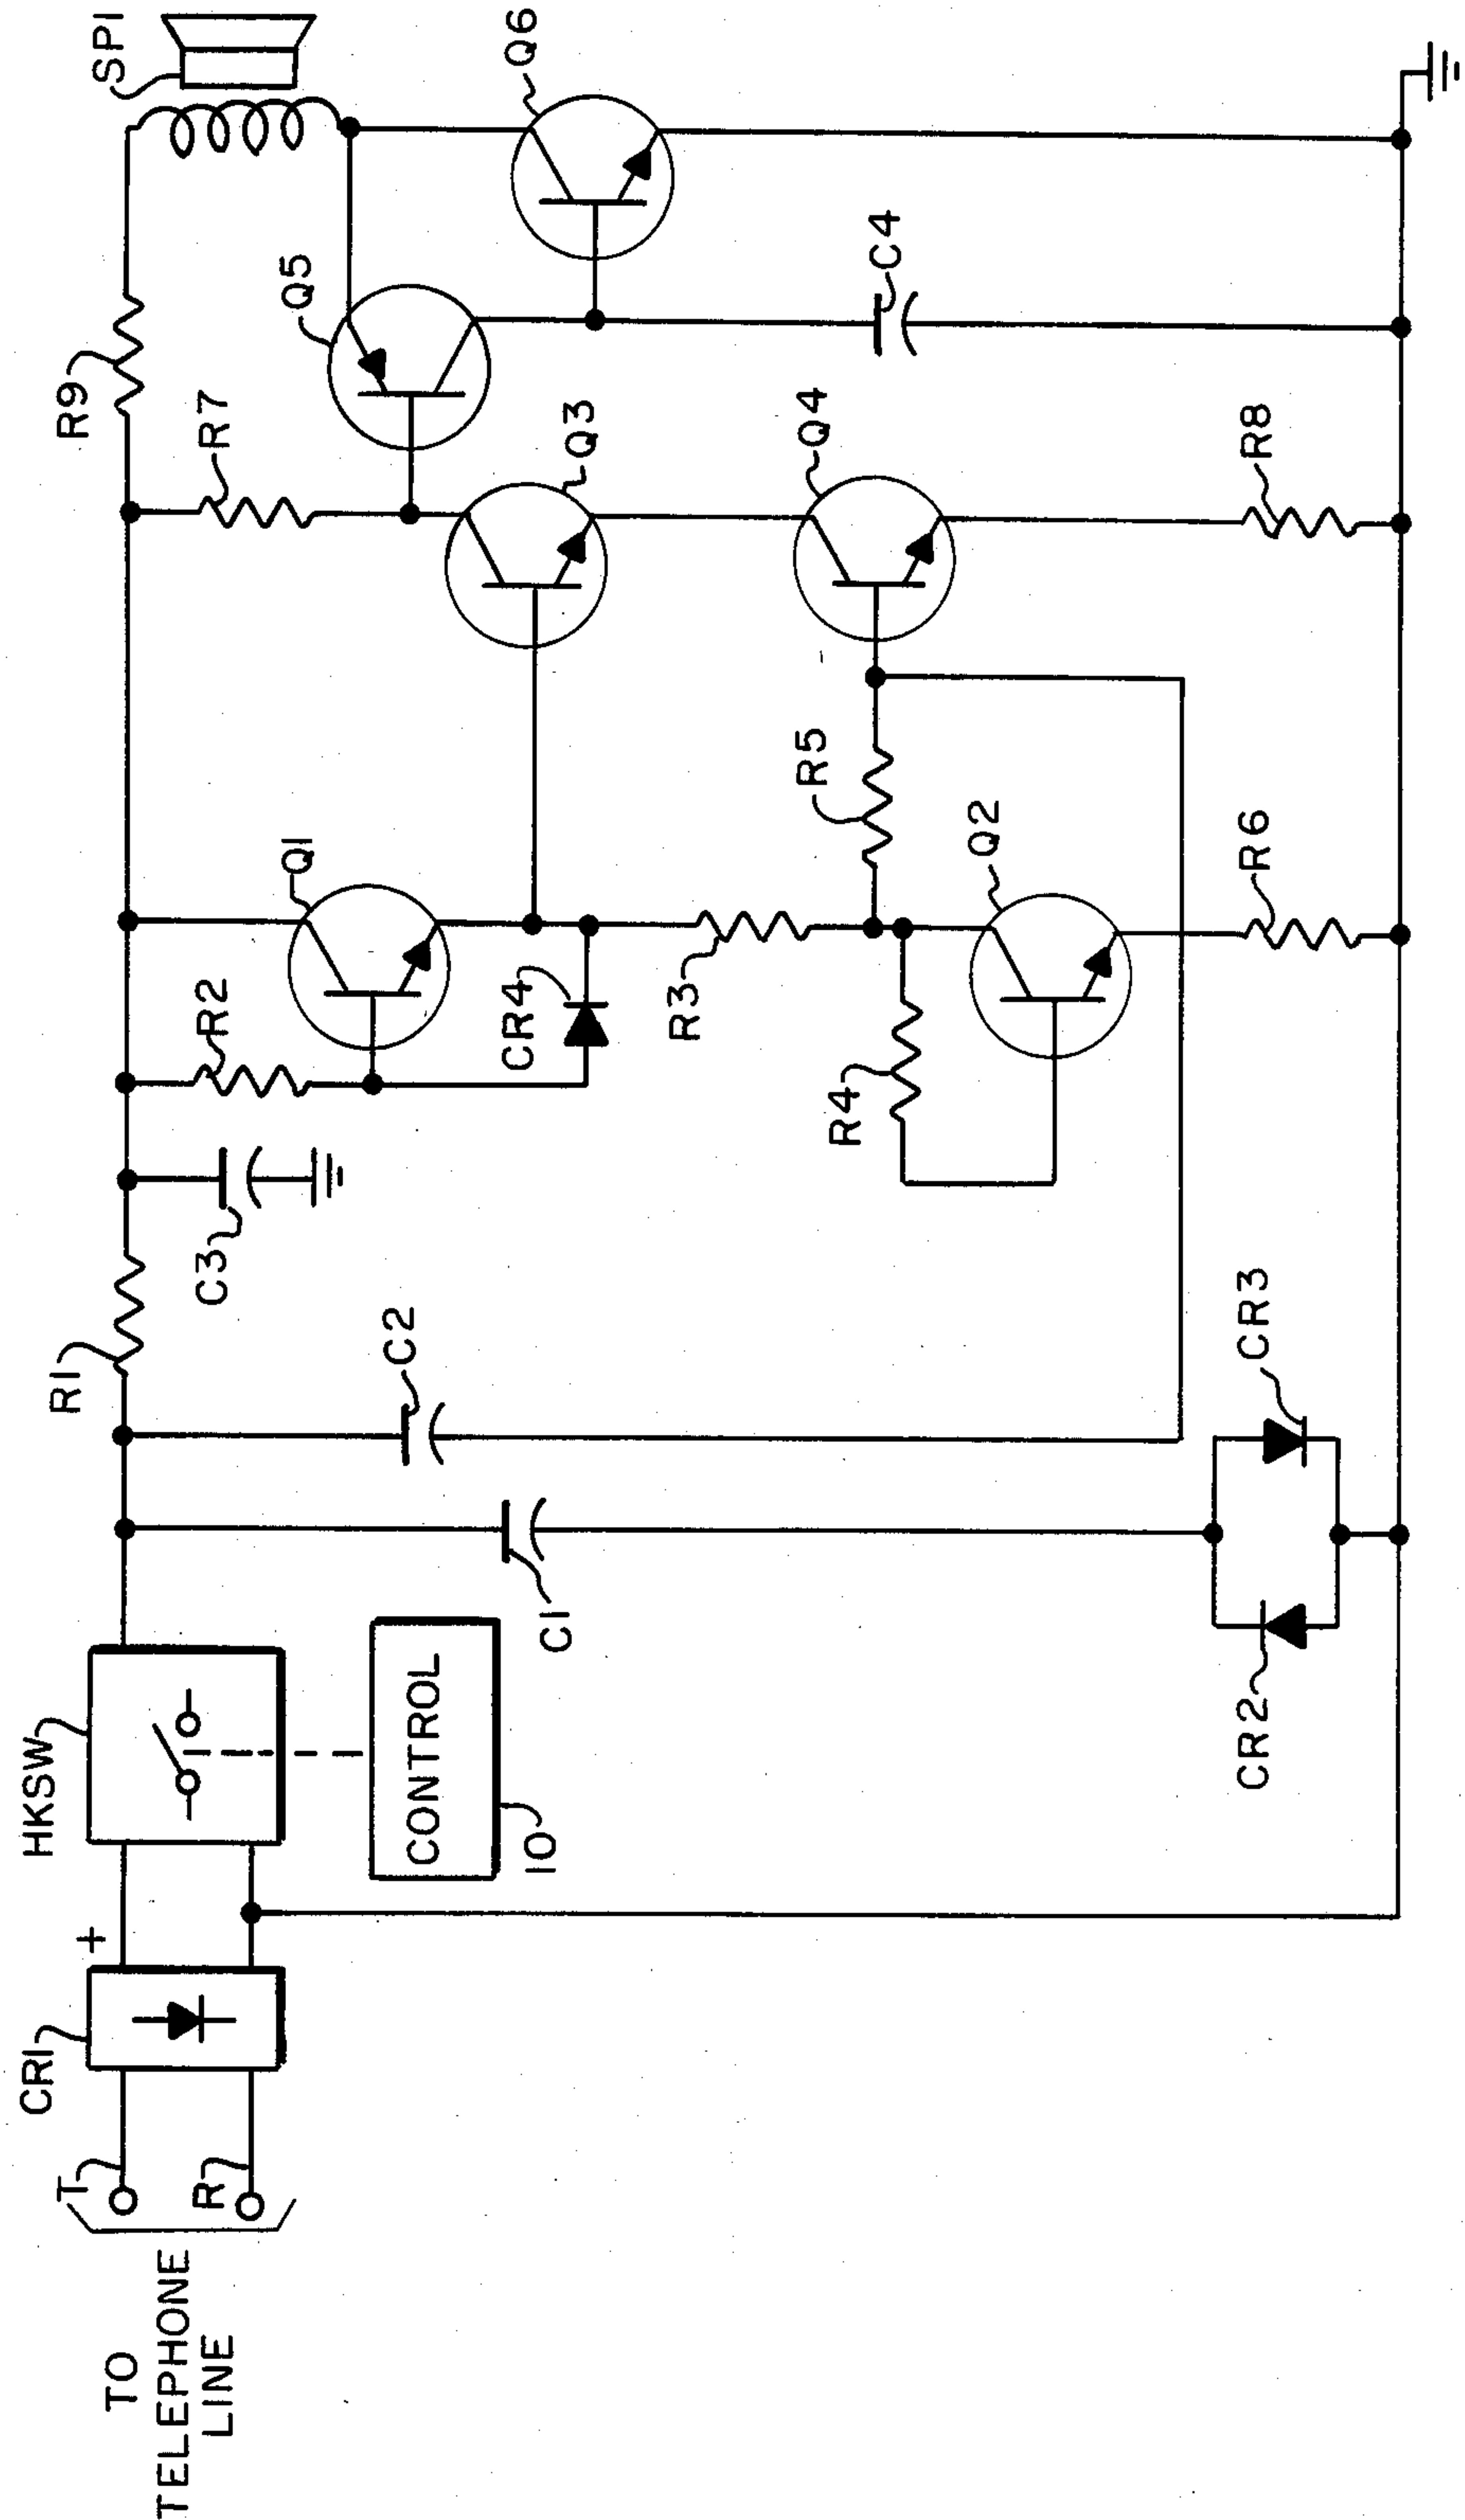 TO
TELEPHONE
LINE
T
R
CR1
+
HKSW
CONTROL
10
C1
C2
R1
C3
R2
Q1
CR4
R3
R4
R5
Q2
R6
CR2
CR3
R9
R7
Q5
Q3
Q4
R8
C4
Q6
SP1